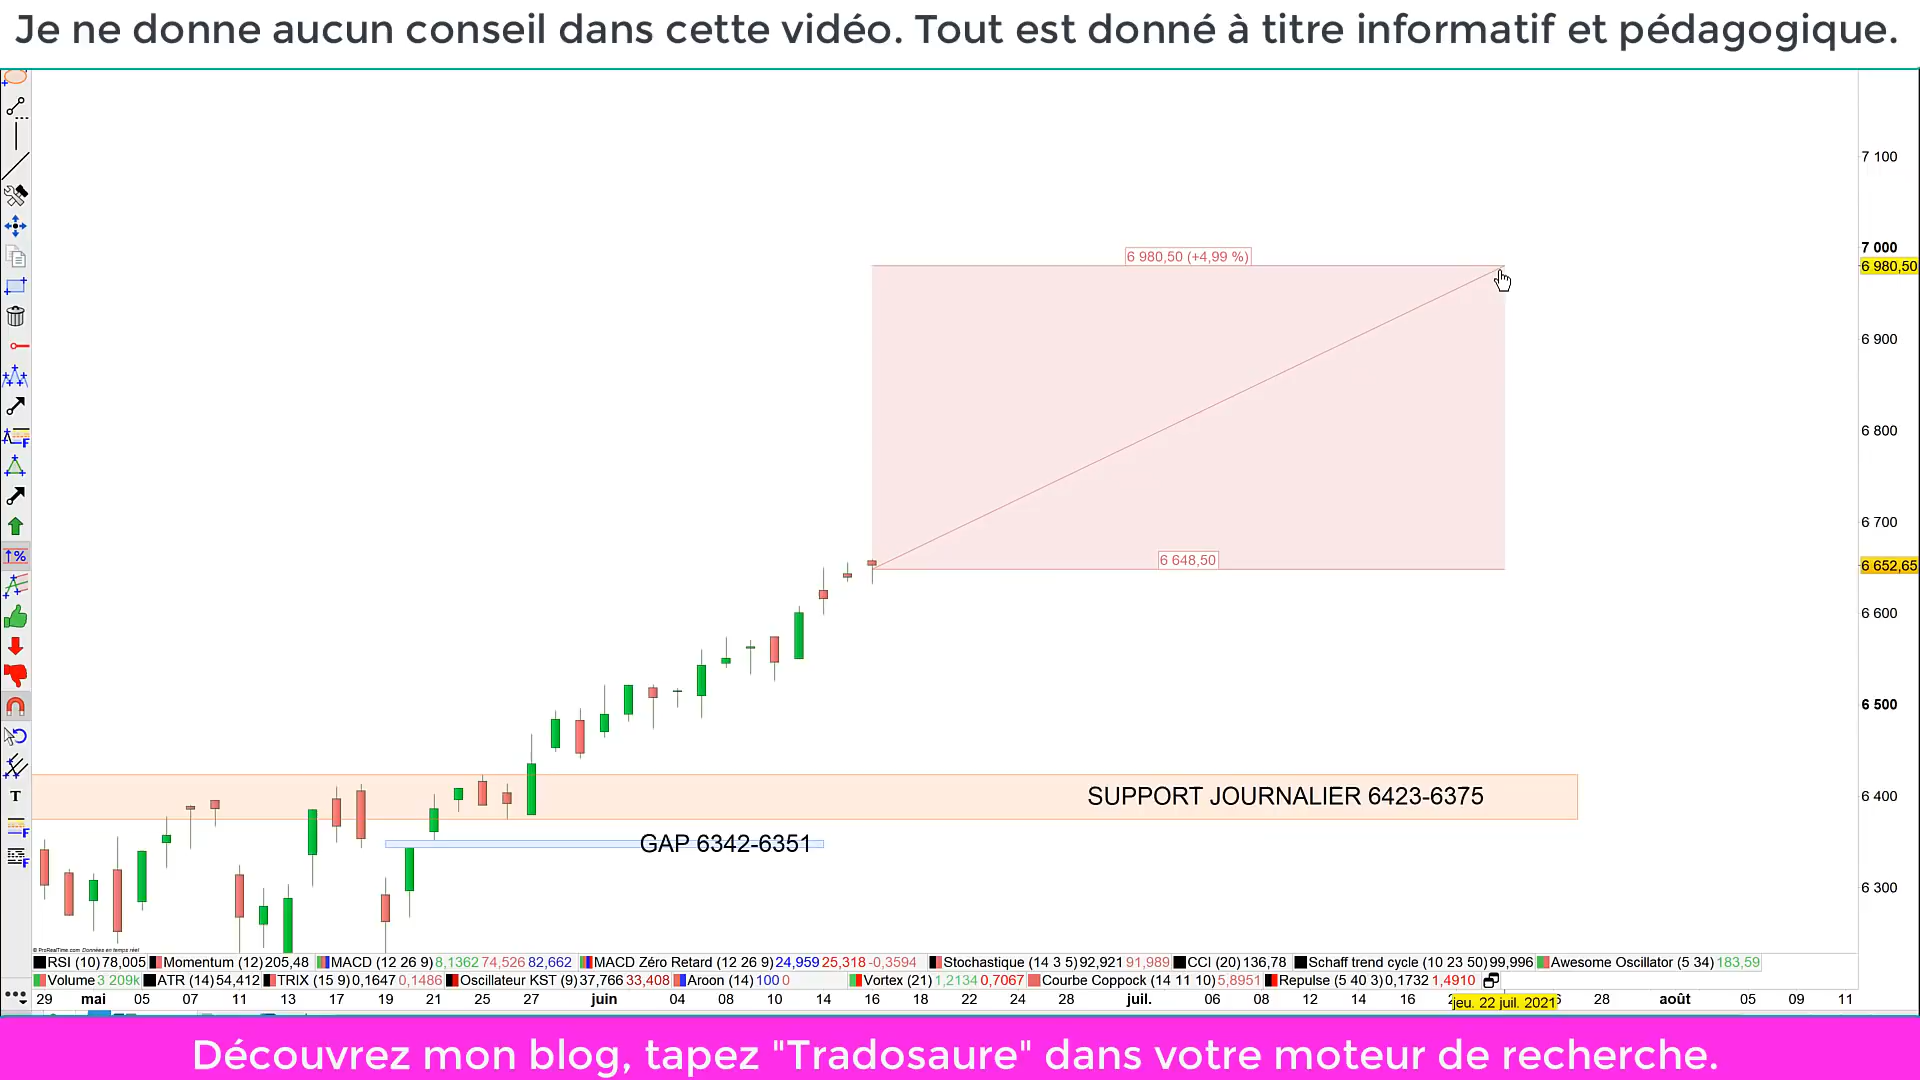 Je ne donne aucun conseil dans cette vidéo. Tout est donné à titre informatif et pédagogique.
7 100
7 000
6 980,50 (+4,99 %)
6 980,50
6 900
6 800
6 700
6 648,50
6 652,65
6 600
6 500
SUPPORT JOURNALIER 6423-6375
6 400
GAP 6342-6351
6 300
© ProRealTime.com Données en temps réel
RSI (10) 78,005 Momentum (12) 205,48 MACD (12 26 9) 8,1362 74,526 82,662 MACD Zéro Retard (12 26 9) 24,959 25,318 -0,3594 Stochastique (14 3 5) 92,921 91,989 CCI (20) 136,78 Schaff trend cycle (10 23 50) 99,996 Awesome Oscillator (5 34) 183,59
Volume 3 209k ATR (14) 54,412 TRIX (15 9) 0,1647 0,1486 Oscillateur KST (9) 37,766 33,408 Aroon (14) 100 0 Vortex (21) 1,2134 0,7067 Courbe Coppock (14 11 10) 5,8951 Repulse (5 40 3) 0,1732 1,4910
29 mai 05 07 11 13 17 19 21 25 27 juin 04 08 10 14 16 18 22 24 28 juil. 06 08 12 14 16 jeu. 22 juil. 2021 28 août 05 09 11
Découvrez mon blog, tapez "Tradosaure" dans votre moteur de recherche.